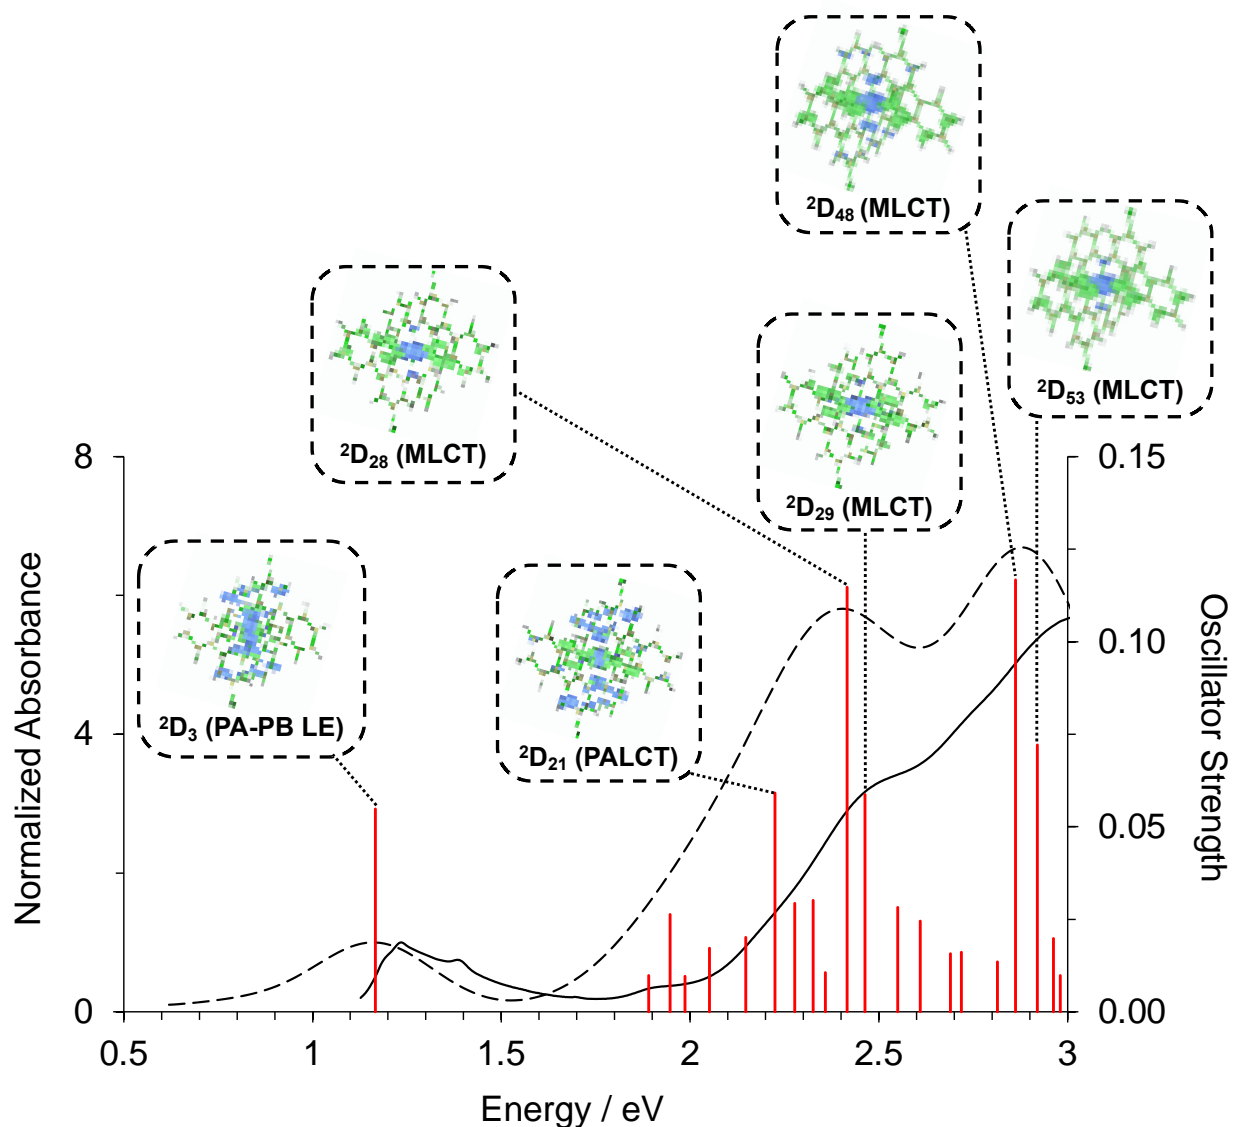 ²D₄₈ (MLCT)
²D₅₃ (MLCT)
²D₂₈ (MLCT)
²D₂₉ (MLCT)
²D₃ (PA-PB LE)
²D₂₁ (PALCT)
8
4
0
Normalized Absorbance
0.15
0.10
0.05
0.00
Oscillator Strength
0.5
1
1.5
2
2.5
3
Energy / eV